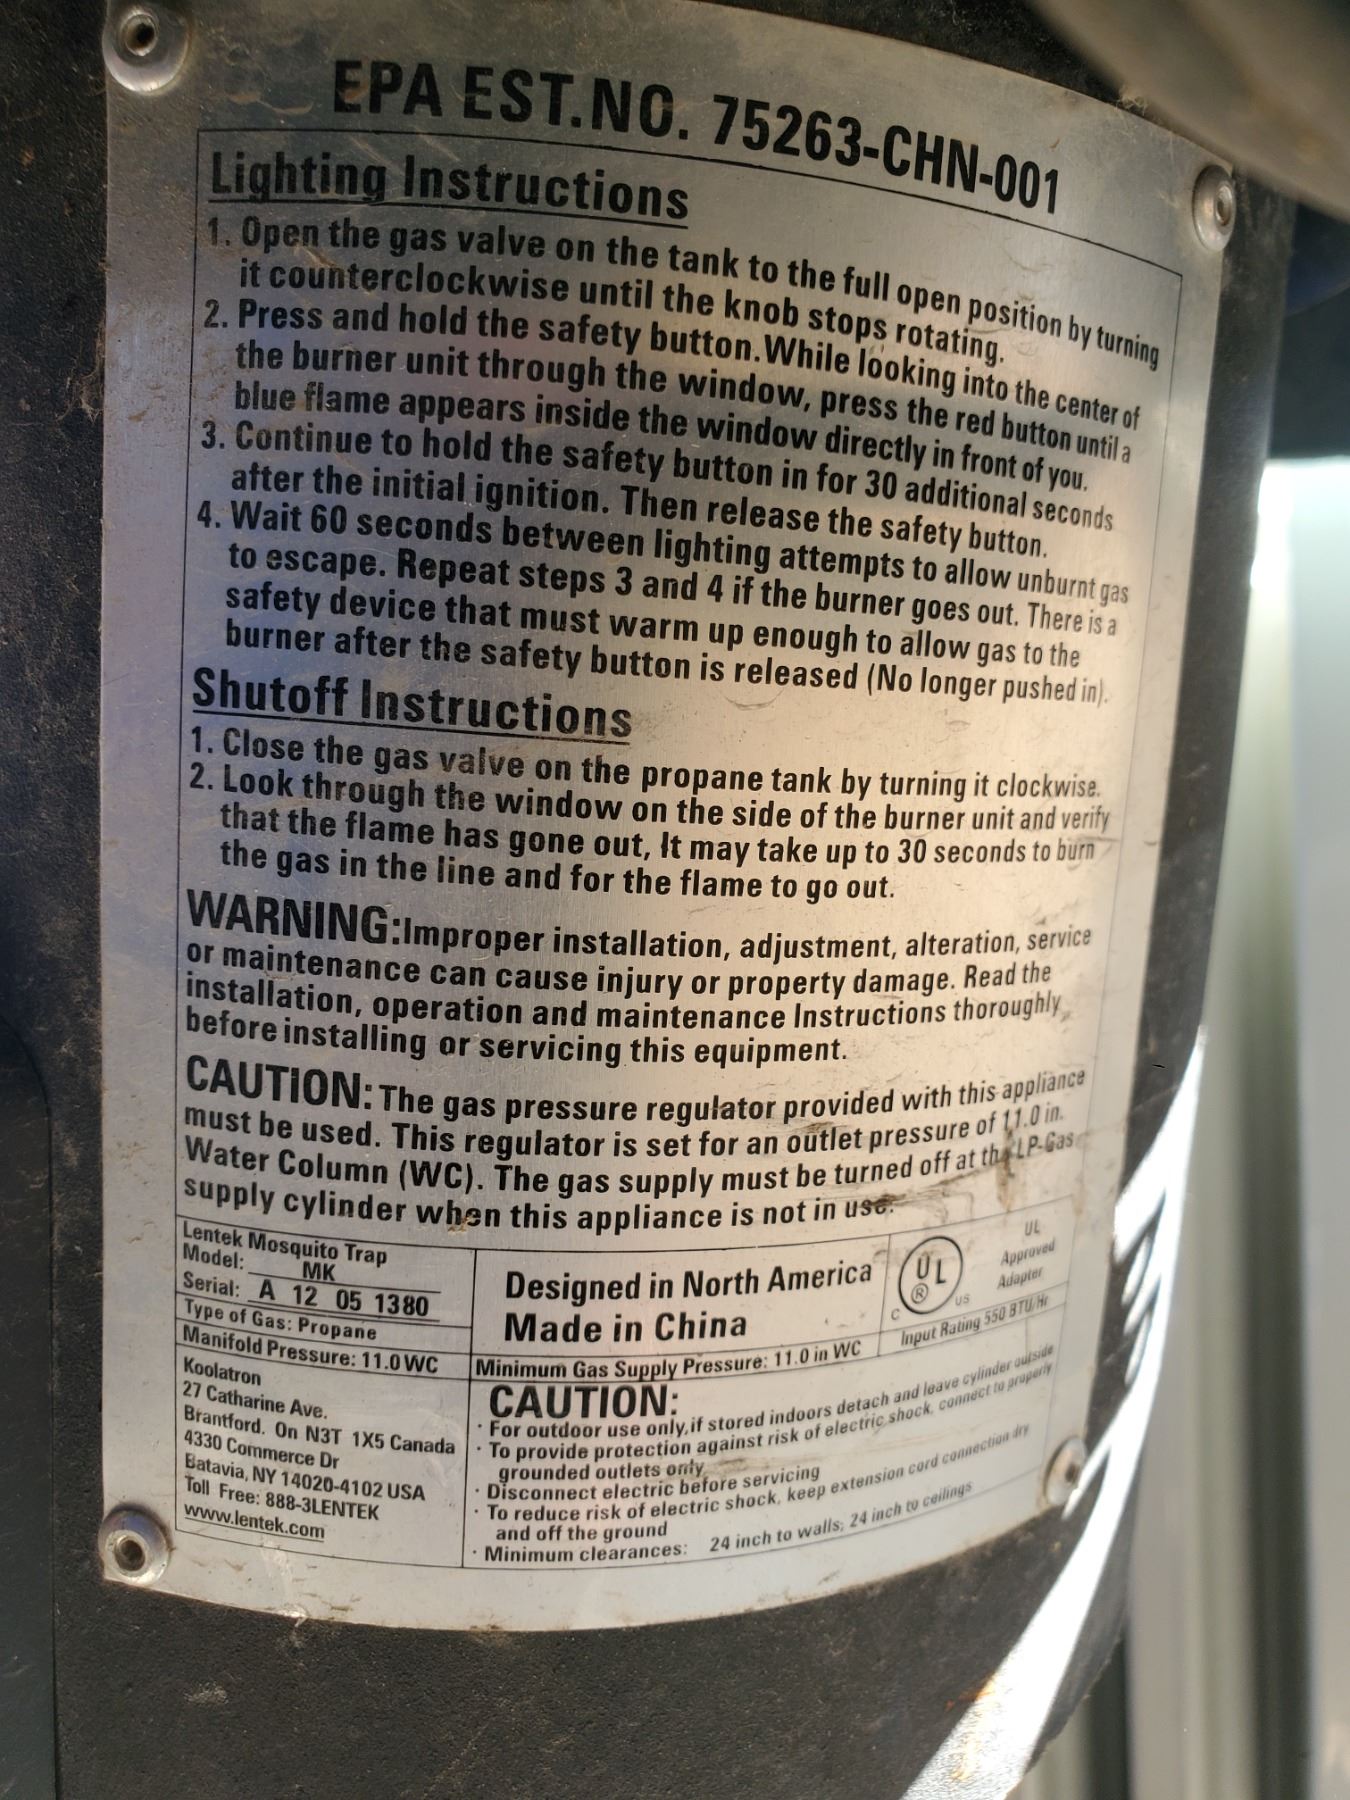 EPA EST.NO. 75263-CHN-001
Lighting Instructions
1. Open the gas valve on the tank to the full open position by turning
it counterclockwise until the knob stops rotating.
2. Press and hold the safety button.While looking into the center of
the burner unit through the window, press the red button until a
blue flame appears inside the window directly in front of you.
3. Continue to hold the safety button in for 30 additional seconds
after the initial ignition. Then release the safety button.
4. Wait 60 seconds between lighting attempts to allow unburnt gas
to escape. Repeat steps 3 and 4 if the burner goes out. There is a
safety device that must warm up enough to allow gas to the
burner after the safety button is released (No longer pushed in).
Shutoff Instructions
1. Close the gas valve on the propane tank by turning it clockwise.
2. Look through the window on the side of the burner unit and verify
that the flame has gone out, It may take up to 30 seconds to burn
the gas in the line and for the flame to go out.
WARNING:Improper installation, adjustment, alteration, service
or maintenance can cause injury or property damage. Read the
installation, operation and maintenance Instructions thoroughly
before installing or servicing this equipment.
CAUTION: The gas pressure regulator provided with this appliance
must be used. This regulator is set for an outlet pressure of 11.0 in.
Water Column (WC). The gas supply must be turned off at the LP-Gas
supply cylinder when this appliance is not in use.
Lentek Mosquito Trap
Model: MK
Serial: A 12 05 1380
Type of Gas: Propane
Manifold Pressure: 11.0 WC
Designed in North America
Made in China
C UL ® US
UL
Approved
Adapter
Minimum Gas Supply Pressure: 11.0 in WC
Input Rating 550 BTU/Hr
Koolatron
27 Catharine Ave.
Brantford. On N3T 1X5 Canada
4330 Commerce Dr
Batavia, NY 14020-4102 USA
Toll Free: 888-3LENTEK
www.lentek.com
CAUTION:
· For outdoor use only,if stored indoors detach and leave cylinder outside
· To provide protection against risk of electric shock, connect to properly
grounded outlets only
· Disconnect electric before servicing
· To reduce risk of electric shock, keep extension cord connection dry
and off the ground
· Minimum clearances: 24 inch to walls; 24 inch to ceilings